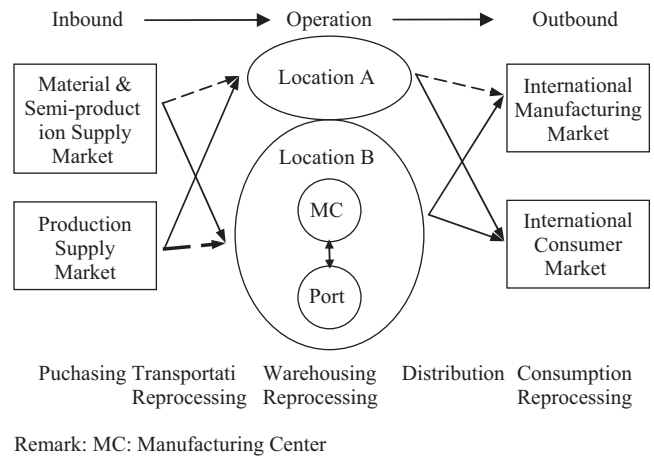 Inbound
Operation
Outbound
Material &
Semi-product
ion Supply
Market
Location A
International
Manufacturing
Market
Location B
MC
Production
Supply
Market
International
Consumer
Market
Port
Puchasing Transportati Warehousing Distribution Consumption
Reprocessing Reprocessing Reprocessing
Remark: MC: Manufacturing Center